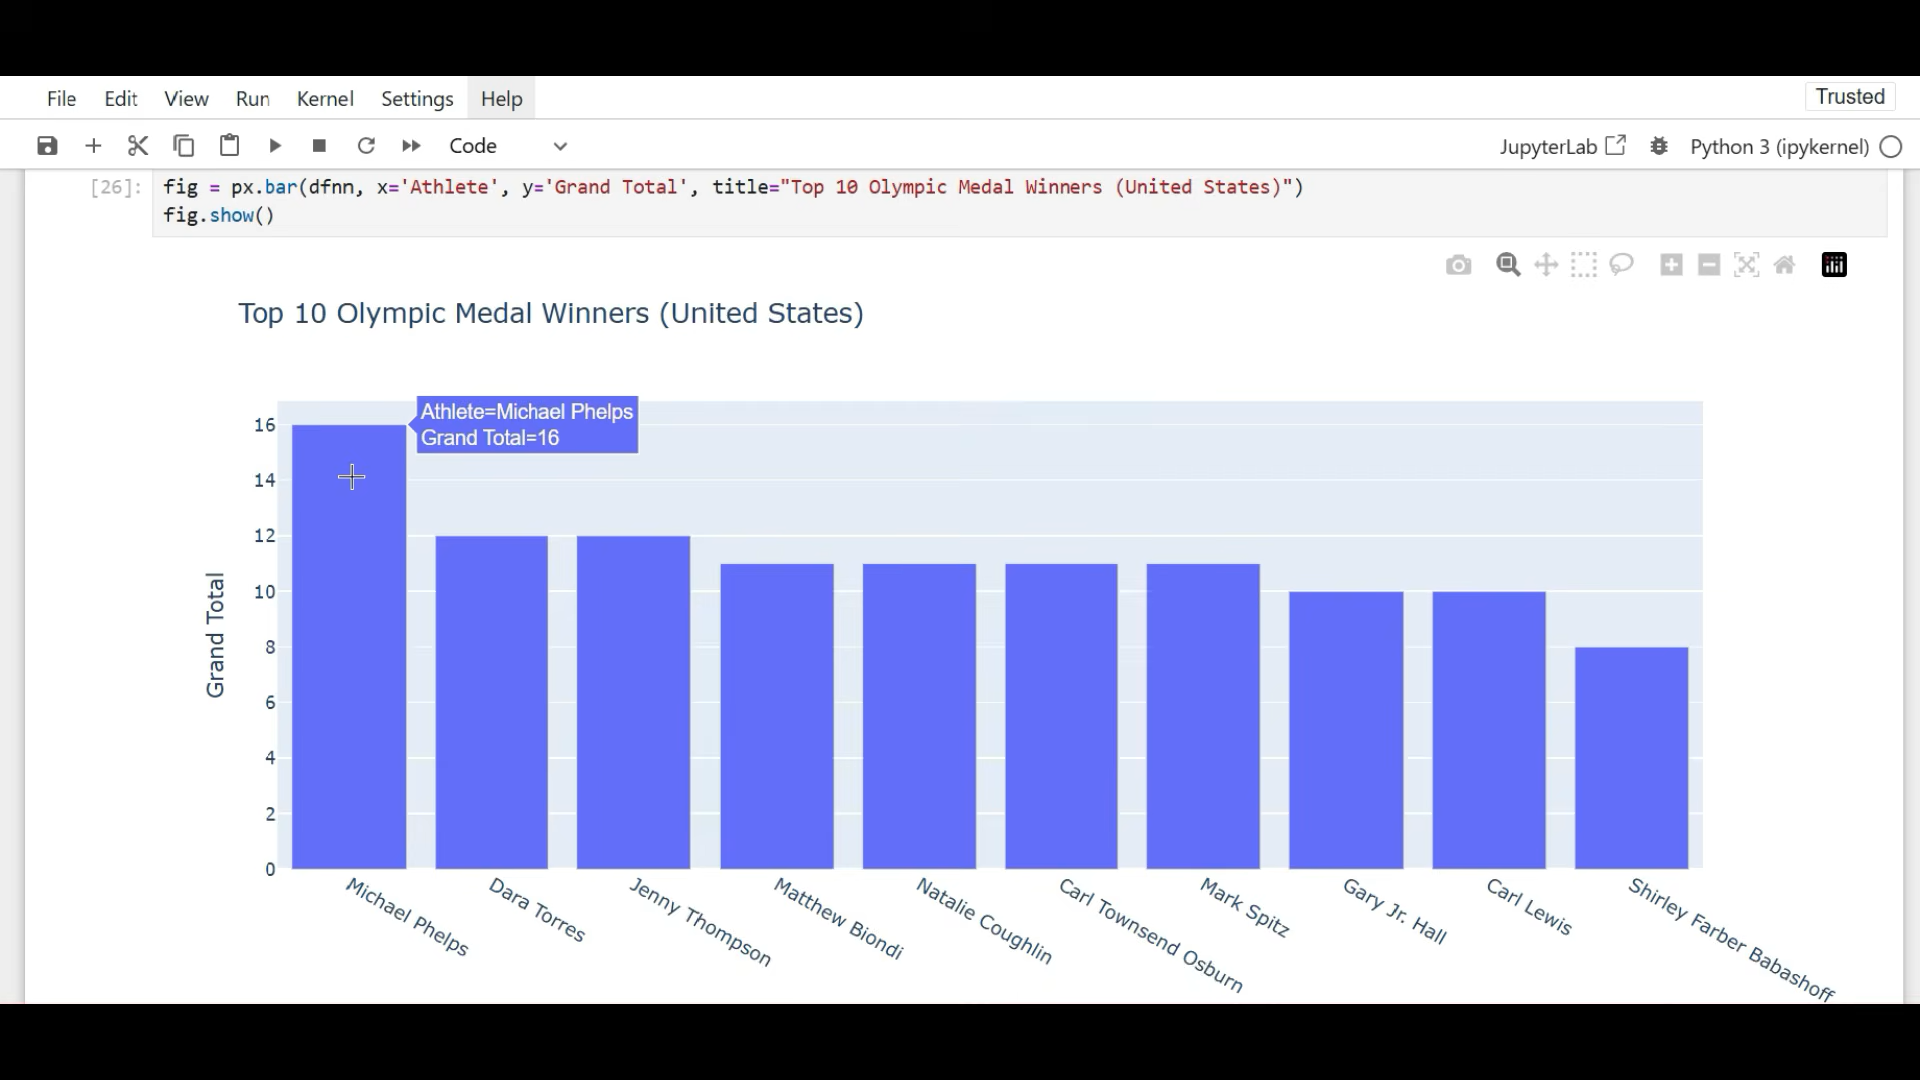 File Edit View Run Kernel Settings Help
Trusted
Code
JupyterLab
Python 3 (ipykernel)
[26]: fig = px.bar(dfnn, x='Athlete', y='Grand Total', title="Top 10 Olympic Medal Winners (United States)")
fig.show()
Top 10 Olympic Medal Winners (United States)
Athlete=Michael Phelps
Grand Total=16
16
14
12
10
8
6
4
2
0
Grand Total
Michael Phelps
Dara Torres
Jenny Thompson
Matthew Biondi
Natalie Coughlin
Carl Townsend Osburn
Mark Spitz
Gary Jr. Hall
Carl Lewis
Shirley Farber Babashoff